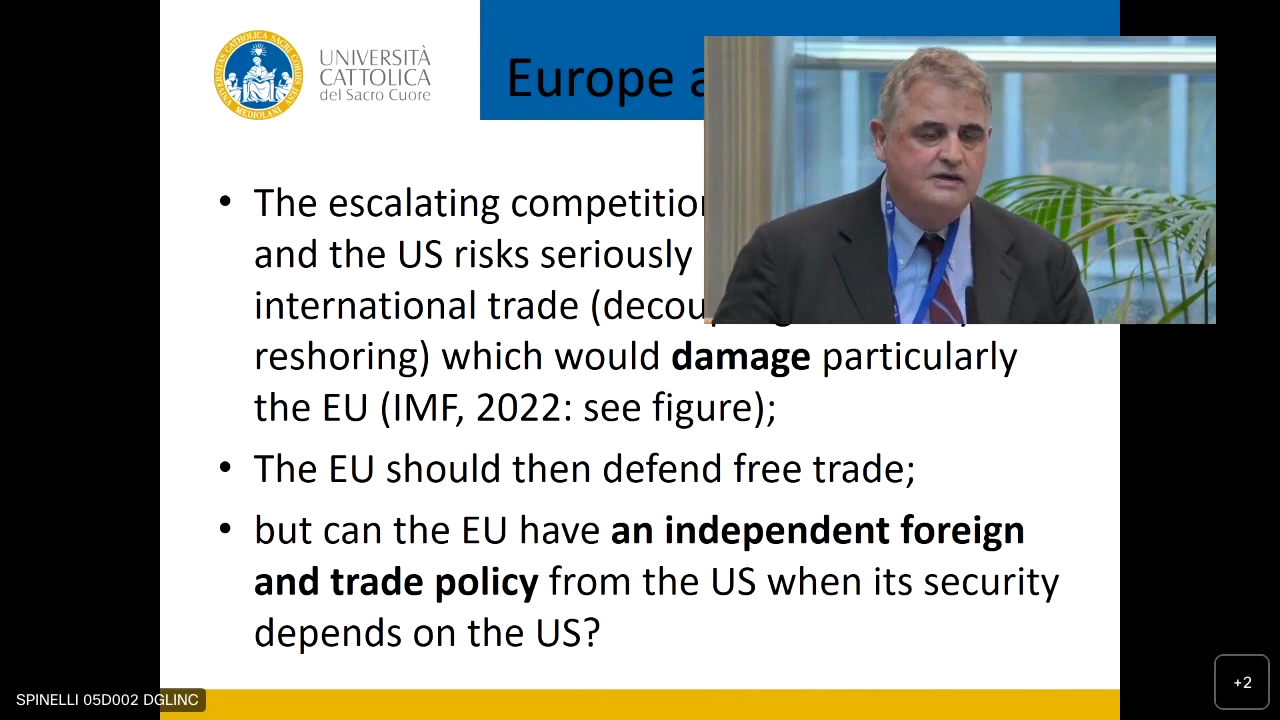 UNIVERSITÀ
CATTOLICA
del Sacro Cuore
Europe
The escalating competition
and the US risks seriously
international trade
reshoring) which would damage particularly
the EU (IMF, 2022: see figure);
The EU should then defend free trade;
but can the EU have an independent foreign
and trade policy from the US when its security
depends on the US?
SPINELLI 05D002 DGLINC
+2